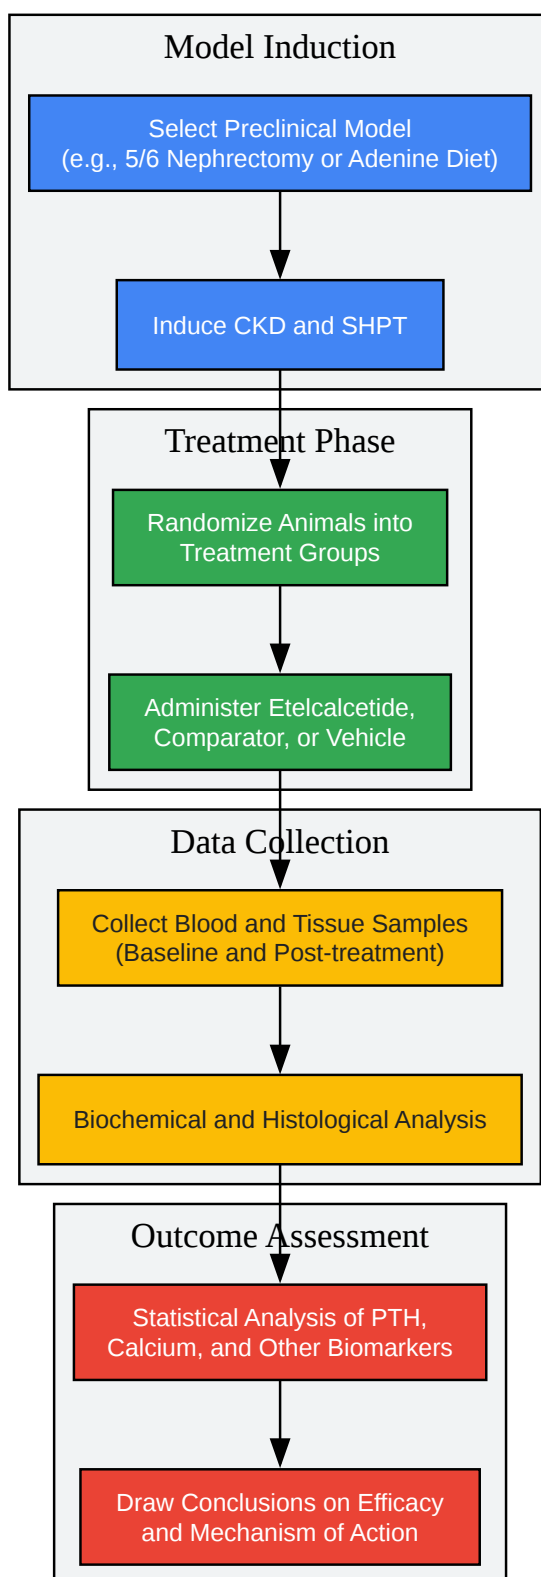 Model Induction
Select Preclinical Model
(e.g., 5/6 Nephrectomy or Adenine Diet)
Induce CKD and SHPT
Treatment Phase
Randomize Animals into
Treatment Groups
Administer Etelcalcetide,
Comparator, or Vehicle
Data Collection
Collect Blood and Tissue Samples
(Baseline and Post-treatment)
Biochemical and Histological Analysis
Outcome Assessment
Statistical Analysis of PTH,
Calcium, and Other Biomarkers
Draw Conclusions on Efficacy
and Mechanism of Action